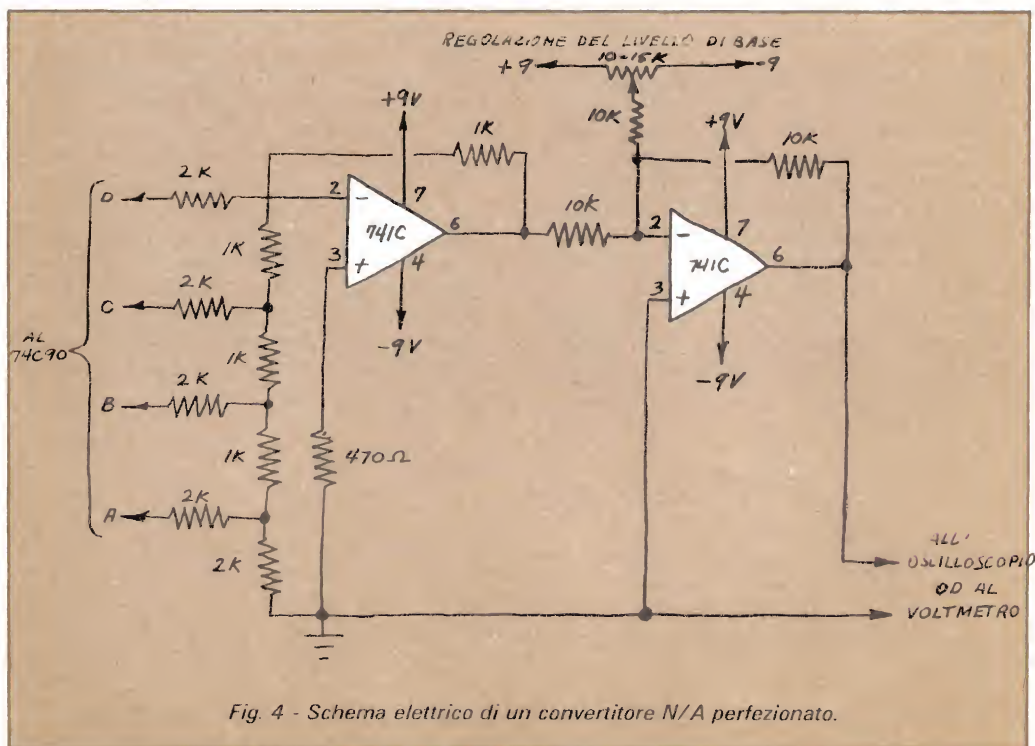 REGOLAZIONE DEL LIVELLO DI BASE
+9 10-15K -9
10K
+9V
+9V
1K
10K
2K
D
2 -
7
741C
6
3 +
4
10K
2 -
7
741C
6
3 +
4
1K
2K
C
-9V
-9V
AL
74C90
1K
2K
B
1K
470Ω
2K
A
2K
ALL'
OSCILLOSCOPIO
OD AL
VOLTMETRO
Fig. 4 - Schema elettrico di un convertitore N/A perfezionato.